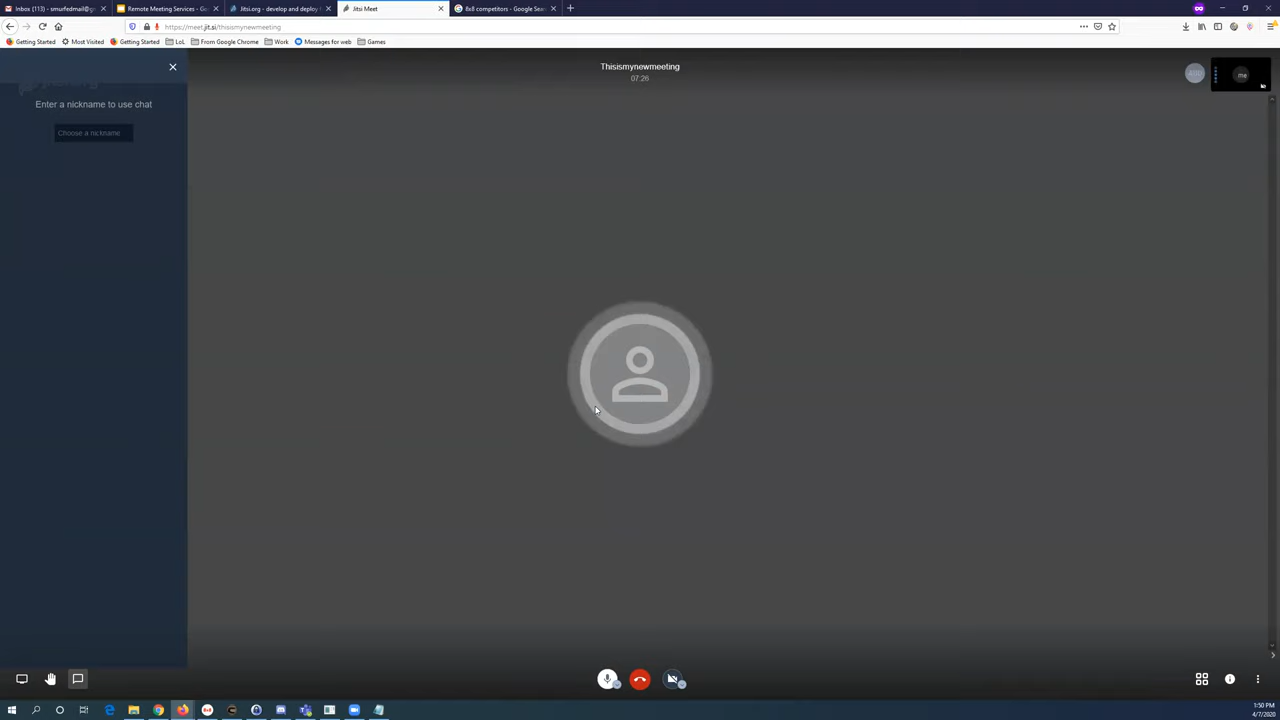 Inbox (113) - smurfedmail@g
Remote Meeting Services - Go
Jitsi.org - develop and deploy
Jitsi Meet
8x8 competitors - Google Sear
https://meet.jit.si/thisismynewmeeting
Getting Started
Most Visited
Getting Started
LoL
From Google Chrome
Work
Messages for web
Games
Thisismynewmeeting
07:26
me
Enter a nickname to use chat
Choose a nickname
1:50 PM
4/7/2020